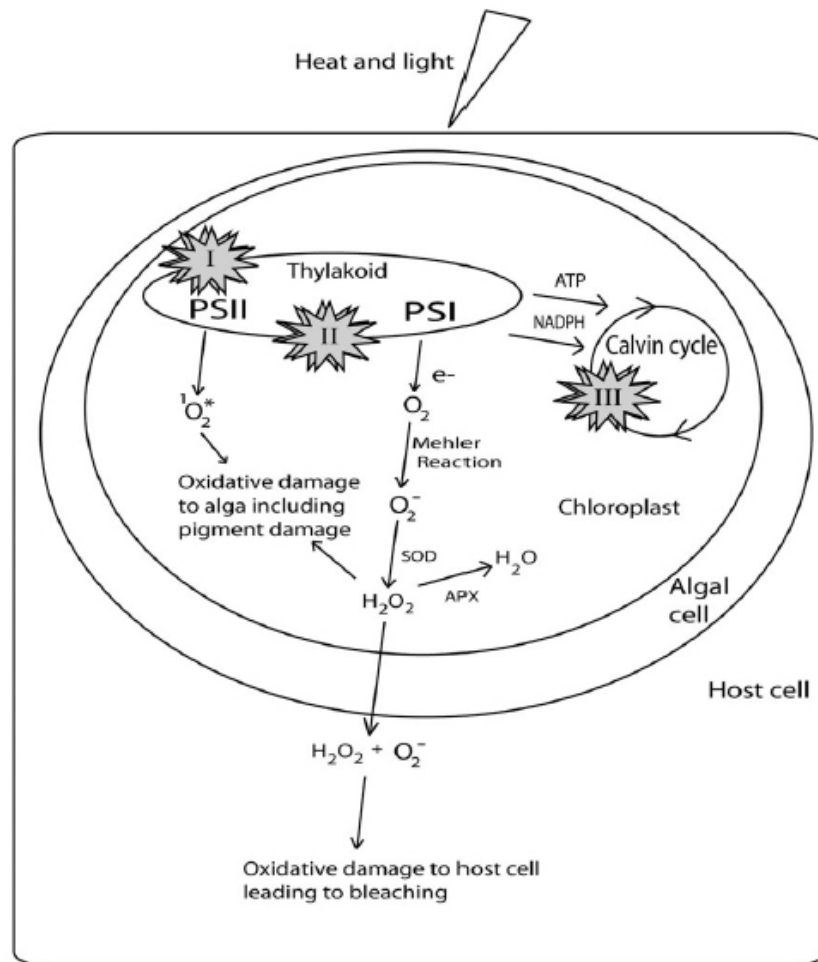 Heat and light
I
Thylakoid
PSII
II
PSI
ATP
NADPH
Calvin cycle
III
e-
¹O₂*
O₂
Mehler
Reaction
Oxidative damage
to alga including
pigment damage
O₂⁻
Chloroplast
SOD
H₂O
H₂O₂
APX
Algal
cell
Host cell
H₂O₂ + O₂⁻
Oxidative damage to host cell
leading to bleaching